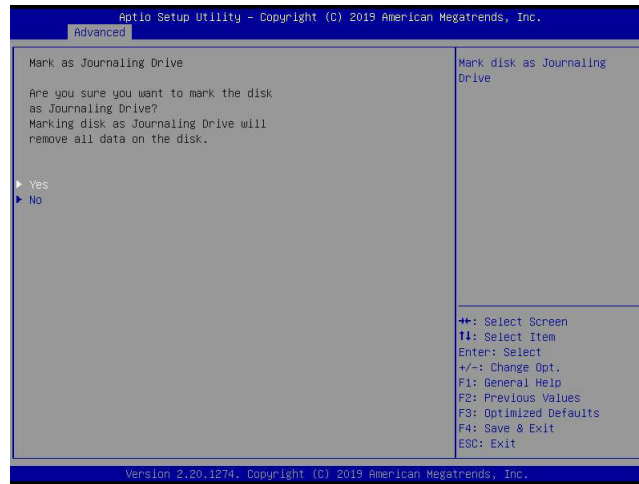 Aptio Setup Utility – Copyright (C) 2019 American Megatrends, Inc.
Advanced
Mark as Journaling Drive
Are you sure you want to mark the disk
as Journaling Drive?
Marking disk as Journaling Drive will
remove all data on the disk.
Yes
No
Mark disk as Journaling
Drive
→←: Select Screen
↑↓: Select Item
Enter: Select
+/-: Change Opt.
F1: General Help
F2: Previous Values
F3: Optimized Defaults
F4: Save & Exit
ESC: Exit
Version 2.20.1274. Copyright (C) 2019 American Megatrends, Inc.